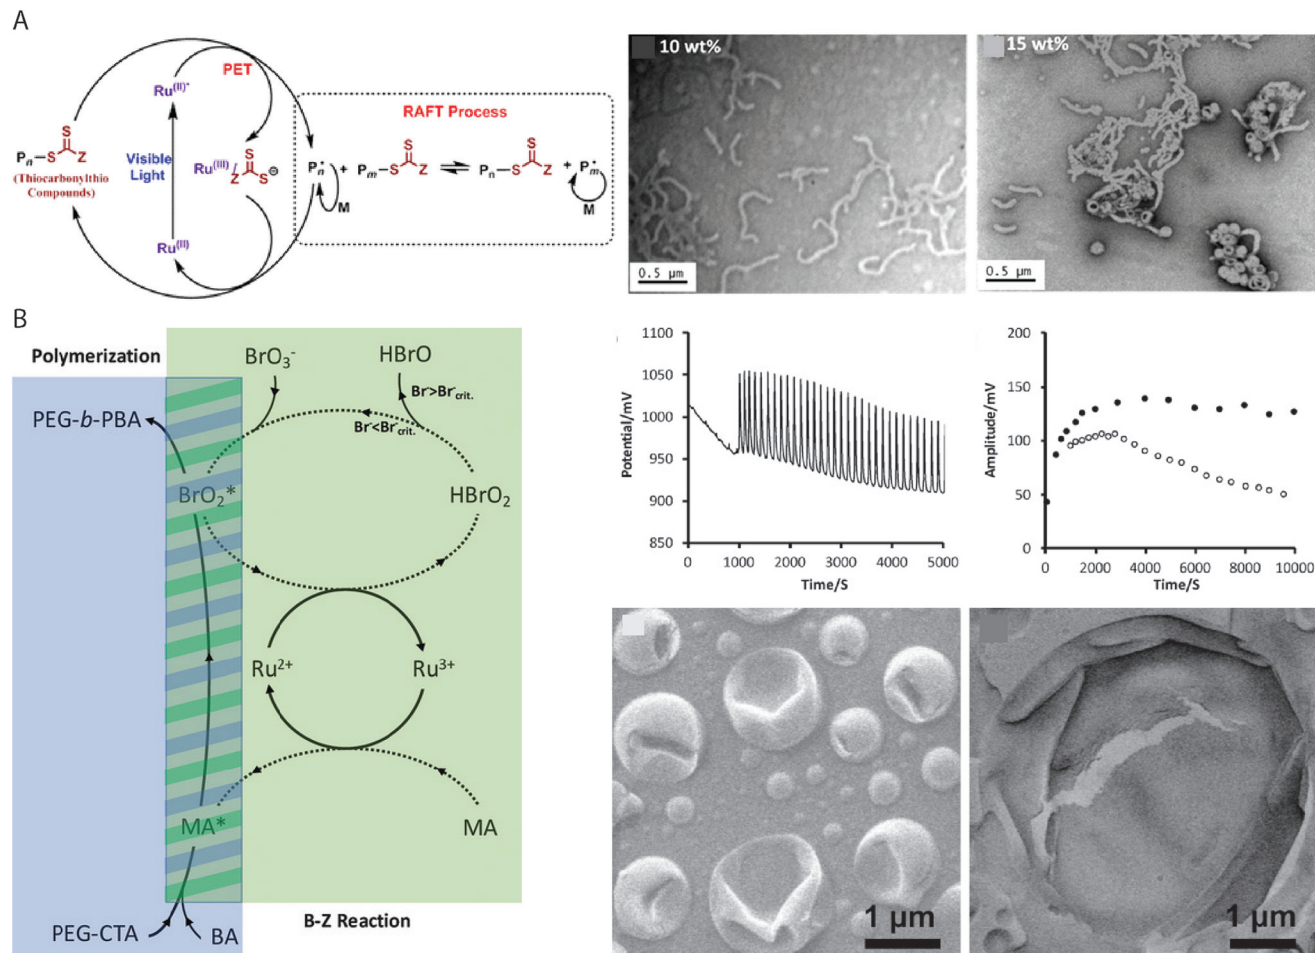 A
PET
Ru(II)*
RAFT Process
S
Pn—S Z
(Thiocarbonylthio
Compounds)
Visible
Light
Ru(III)
S
Z S⊖
Ru(II)
Pn• + Pm—S Z ⇌ Pn—S Z + Pm•
S
S
M
M
10 wt%
0.5 µm
15 wt%
0.5 µm
B
Polymerization
BrO3-
HBrO
Br->Br-crit.
Br-<Br-crit.
PEG-b-PBA
BrO2*
HBrO2
Ru2+
Ru3+
MA*
MA
PEG-CTA
BA
B-Z Reaction
1100
1050
1000
950
900
850
Potential/mV
0
1000
2000
3000
4000
5000
Time/S
200
150
100
50
0
Amplitude/mV
0
2000
4000
6000
8000
10000
Time/S
1 µm
1 µm